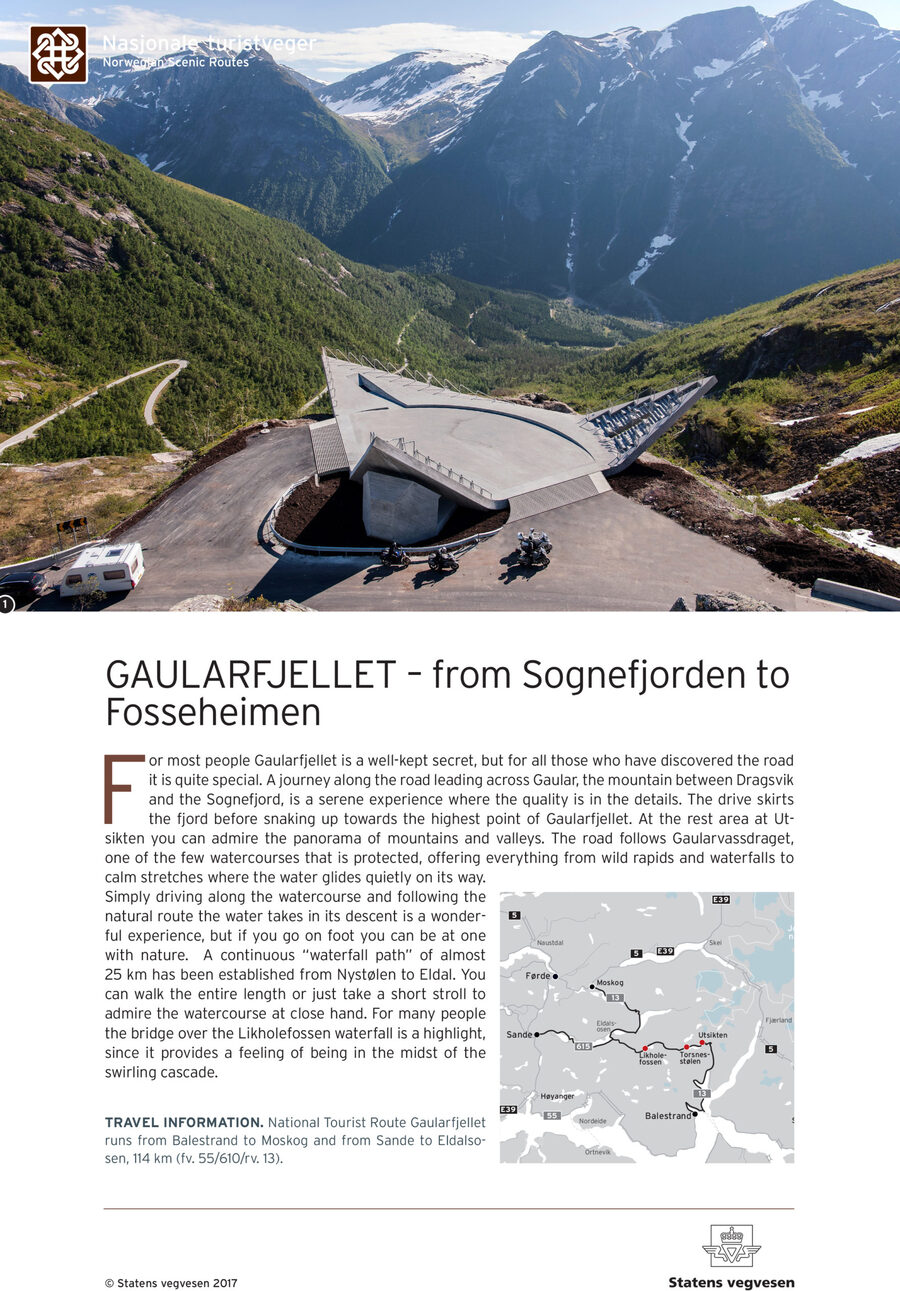 Nasjonale turistveger
Norwegian Scenic Routes
1
GAULARFJELLET – from Sognefjorden to
Fosseheimen
For most people Gaularfjellet is a well-kept secret, but for all those who have discovered the road
it is quite special. A journey along the road leading across Gaular, the mountain between Dragsvik
and the Sognefjord, is a serene experience where the quality is in the details. The drive skirts
the fjord before snaking up towards the highest point of Gaularfjellet. At the rest area at Ut-
sikten you can admire the panorama of mountains and valleys. The road follows Gaularvassdraget,
one of the few watercourses that is protected, offering everything from wild rapids and waterfalls to
calm stretches where the water glides quietly on its way.
Simply driving along the watercourse and following the
natural route the water takes in its descent is a wonder-
ful experience, but if you go on foot you can be at one
with nature. A continuous “waterfall path” of almost
25 km has been established from Nystølen to Eldal. You
can walk the entire length or just take a short stroll to
admire the watercourse at close hand. For many people
the bridge over the Likholefossen waterfall is a highlight,
since it provides a feeling of being in the midst of the
swirling cascade.
TRAVEL INFORMATION. National Tourist Route Gaularfjellet
runs from Balestrand to Moskog and from Sande to Eldalso-
sen, 114 km (fv. 55/610/rv. 13).
E39
5
Naustdal
Skei
5
E39
Førde
Moskog
13
Eldals-
osen
Fjærland
Sande
615
Utsikten
Likhole-
fossen
Torsnes-
stølen
5
13
Høyanger
E39
55
Nordeide
Balestrand
Ortnevik
© Statens vegvesen 2017
Statens vegvesen